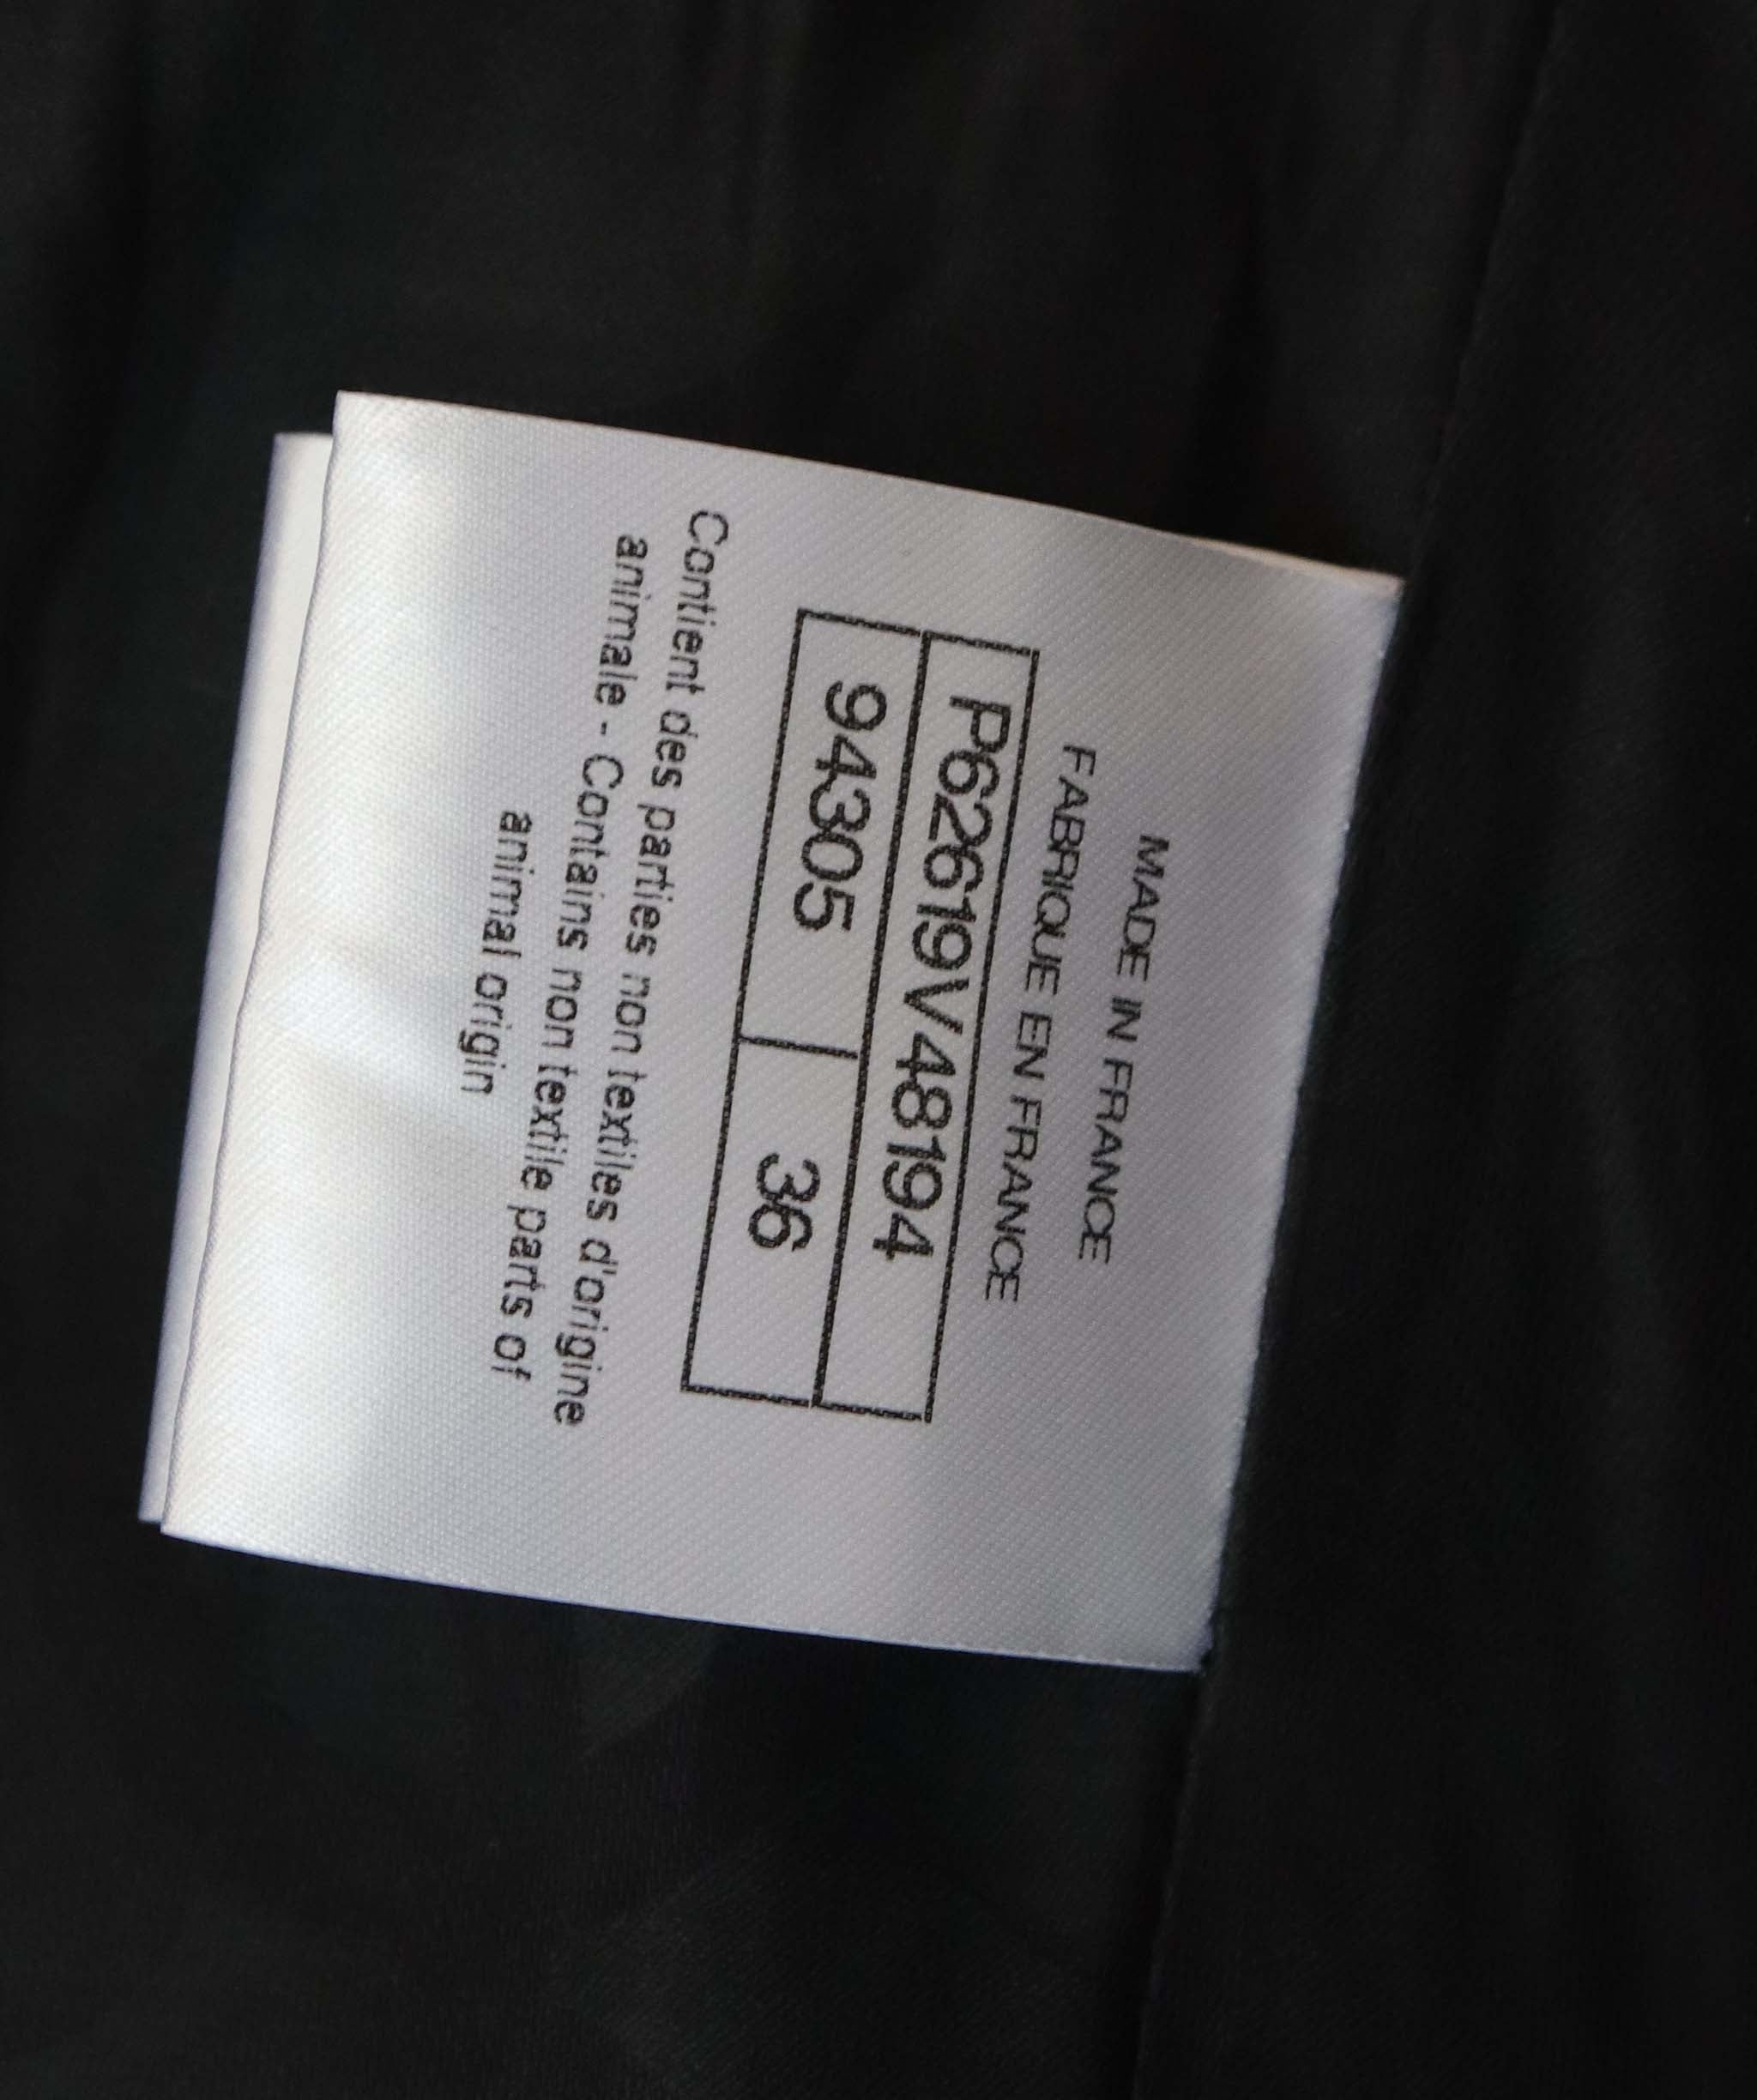 MADE IN FRANCE
FABRIQUE EN FRANCE
P62619V48194
94305 36
Contient des parties non textiles d'origine
animale - Contains non textile parts of
animal origin